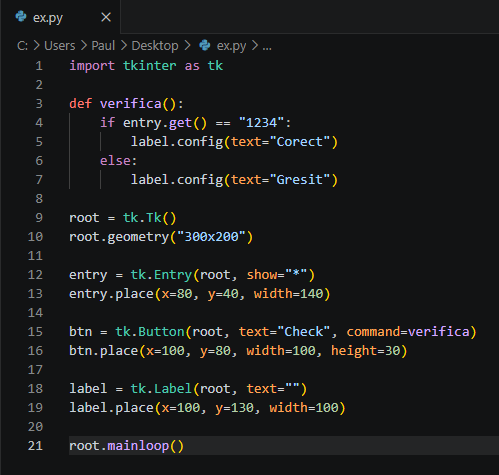 ex.py ×
C: > Users > Paul > Desktop > ex.py > ...
1 import tkinter as tk
2
3 def verifica():
4     if entry.get() == "1234":
5         label.config(text="Corect")
6     else:
7         label.config(text="Gresit")
8
9 root = tk.Tk()
10 root.geometry("300x200")
11
12 entry = tk.Entry(root, show="*")
13 entry.place(x=80, y=40, width=140)
14
15 btn = tk.Button(root, text="Check", command=verifica)
16 btn.place(x=100, y=80, width=100, height=30)
17
18 label = tk.Label(root, text="")
19 label.place(x=100, y=130, width=100)
20
21 root.mainloop()